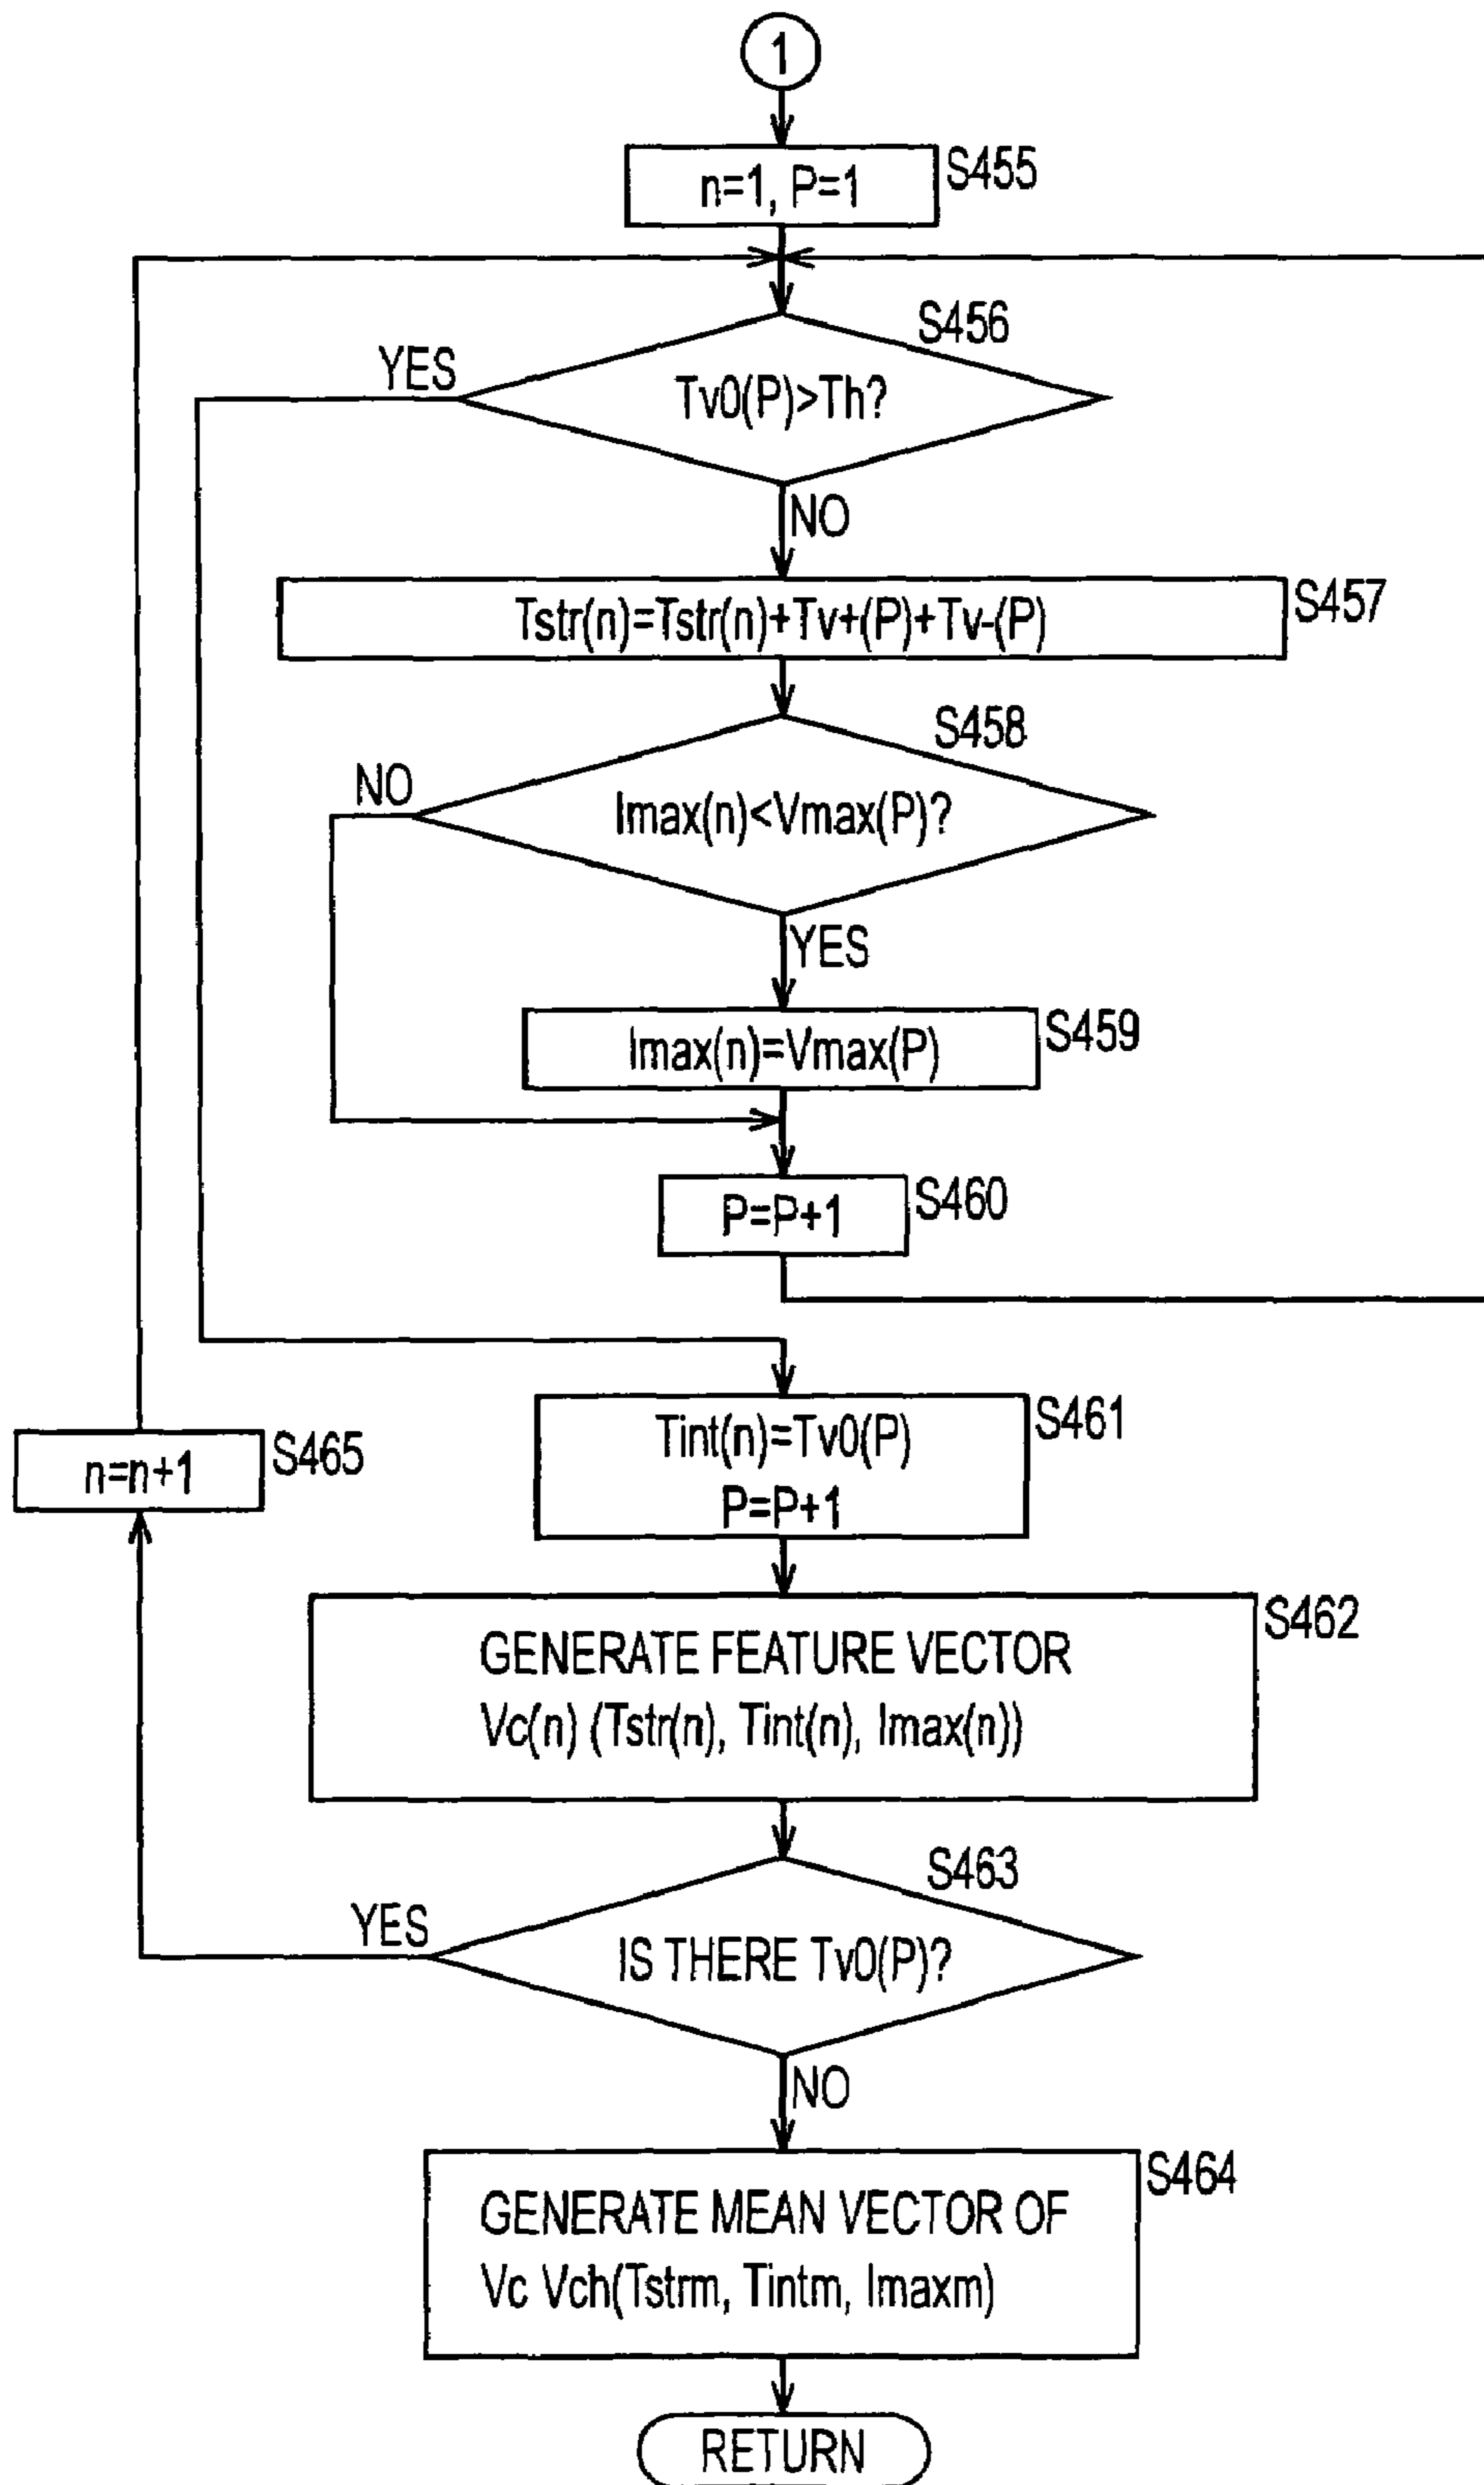 1
n=1, P=1
S455
S456
YES
Tv0(P)>Th?
NO
Tstr(n)=Tstr(n)+Tv+(P)+Tv-(P)
S457
S458
NO
Imax(n)<Vmax(P)?
YES
Imax(n)=Vmax(P)
S459
P=P+1
S460
Tint(n)=Tv0(P)
P=P+1
S461
n=n+1
S465
GENERATE FEATURE VECTOR
Vc(n) (Tstr(n), Tint(n), Imax(n))
S462
S463
YES
IS THERE Tv0(P)?
NO
GENERATE MEAN VECTOR OF
Vc Vch(Tstrm, Tintm, Imaxm)
S464
RETURN